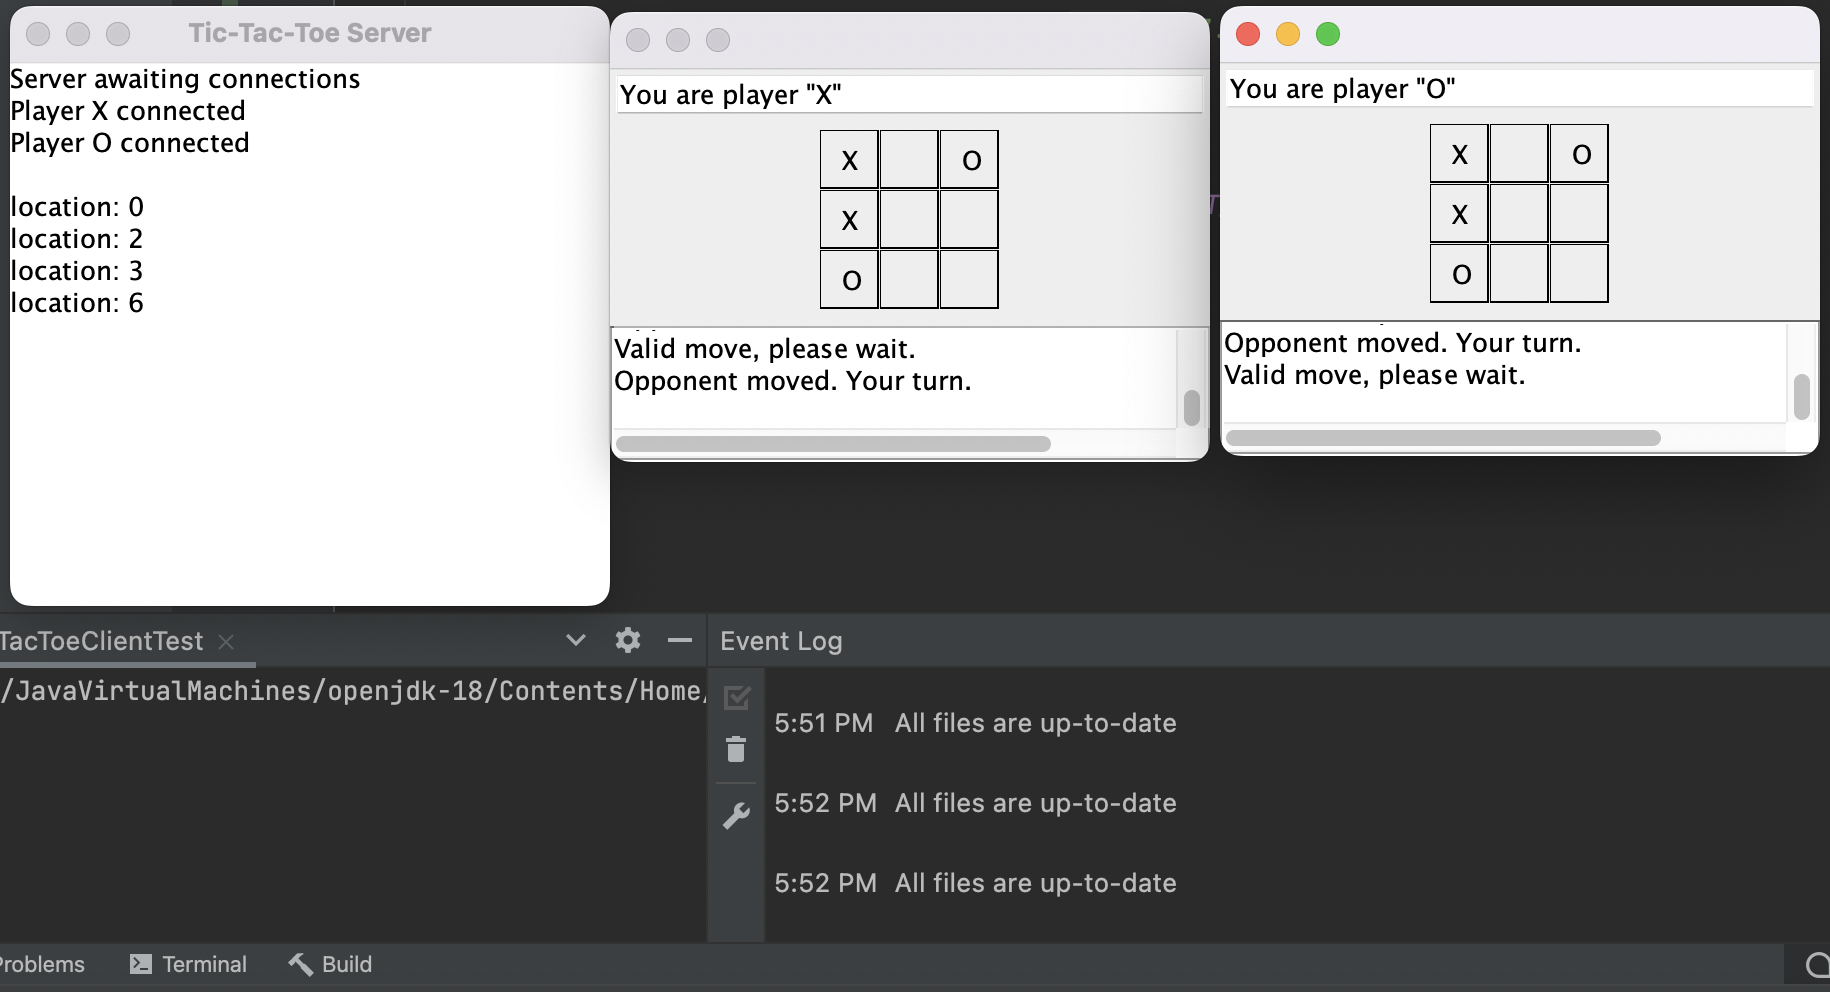 Tic-Tac-Toe Server
Server awaiting connections
Player X connected
Player O connected
location: 0
location: 2
location: 3
location: 6
You are player "X"
X O
X
O
Valid move, please wait.
Opponent moved. Your turn.
You are player "O"
X O
X
O
Opponent moved. Your turn.
Valid move, please wait.
TacToeClientTest
/JavaVirtualMachines/openjdk-18/Contents/Home/
Event Log
5:51 PM All files are up-to-date
5:52 PM All files are up-to-date
5:52 PM All files are up-to-date
Problems Terminal Build